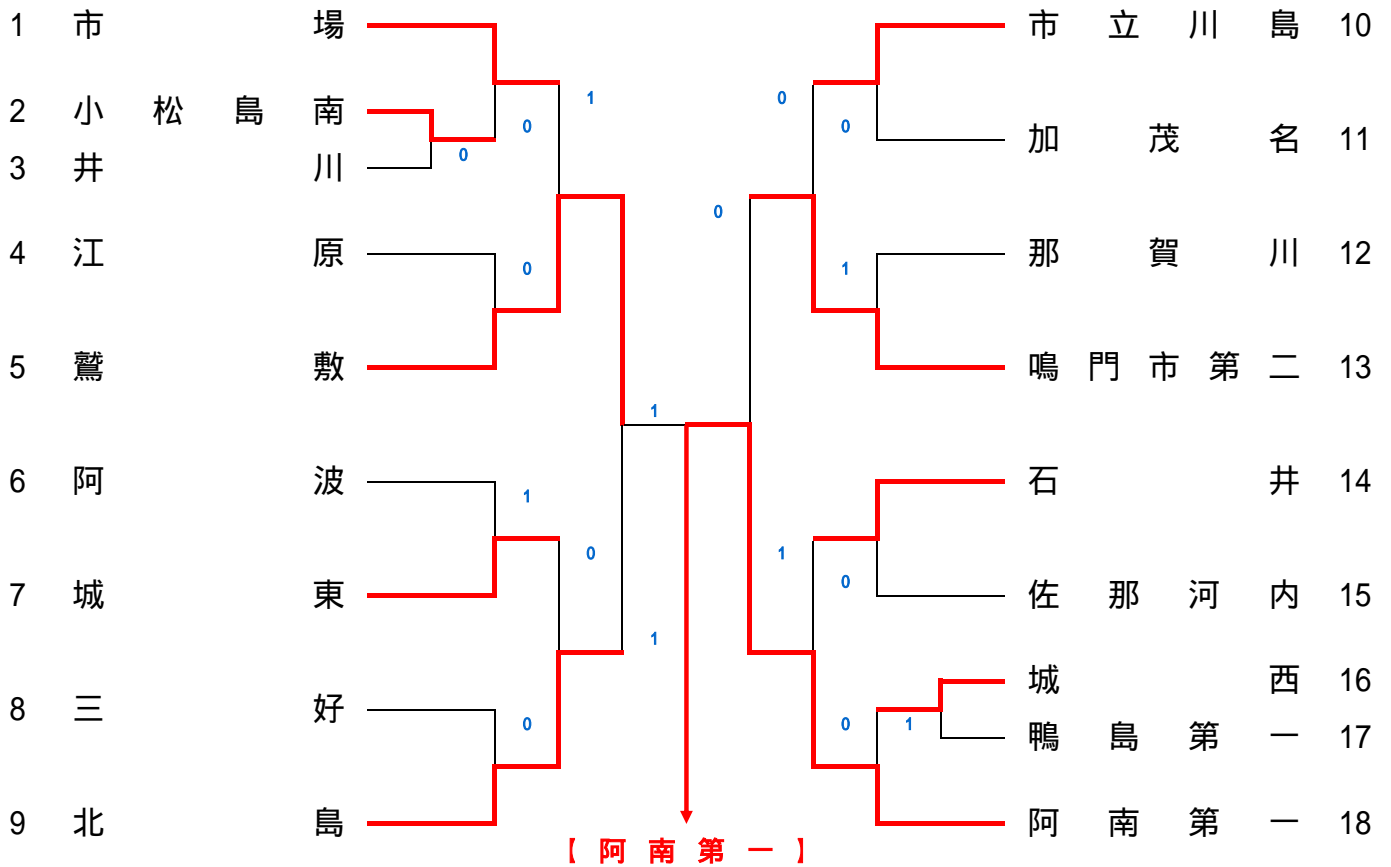 1 市場
2 小松島南
3 井川
4 江原
5 鷲敷
6 阿波
7 城東
8 三好
9 北島
1
0
0
0
1
1
0
1
0
0
0
0
1
1
0
0
1
市立川島 10
加茂名 11
那賀川 12
鳴門市第二 13
石井 14
佐那河内 15
城西 16
鴨島第一 17
阿南第一 18
【阿南第一】